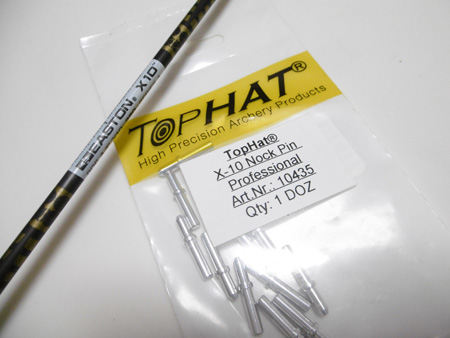 EASTON X10
TOPHAT®
High Precision Archery Products
TopHat®
X-10 Nock Pin
Professional
Art.Nr.: 10435
Qty: 1 DOZ